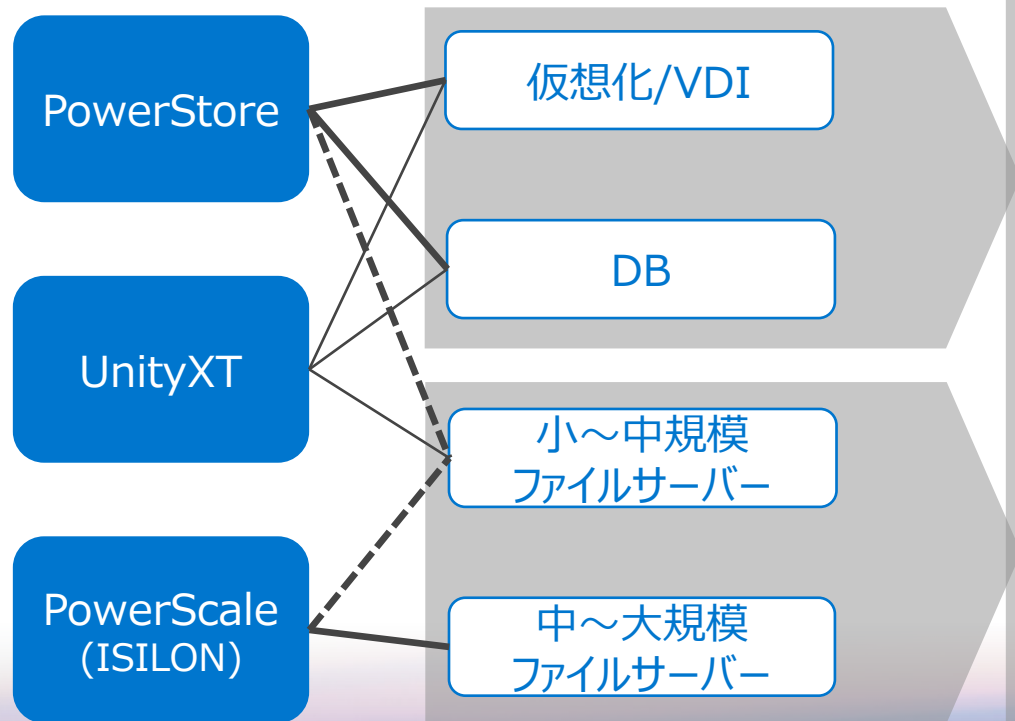 PowerStore
仮想化/VDI
DB
UnityXT
小～中規模
ファイルサーバー
PowerScale
(ISILON)
中～大規模
ファイルサーバー